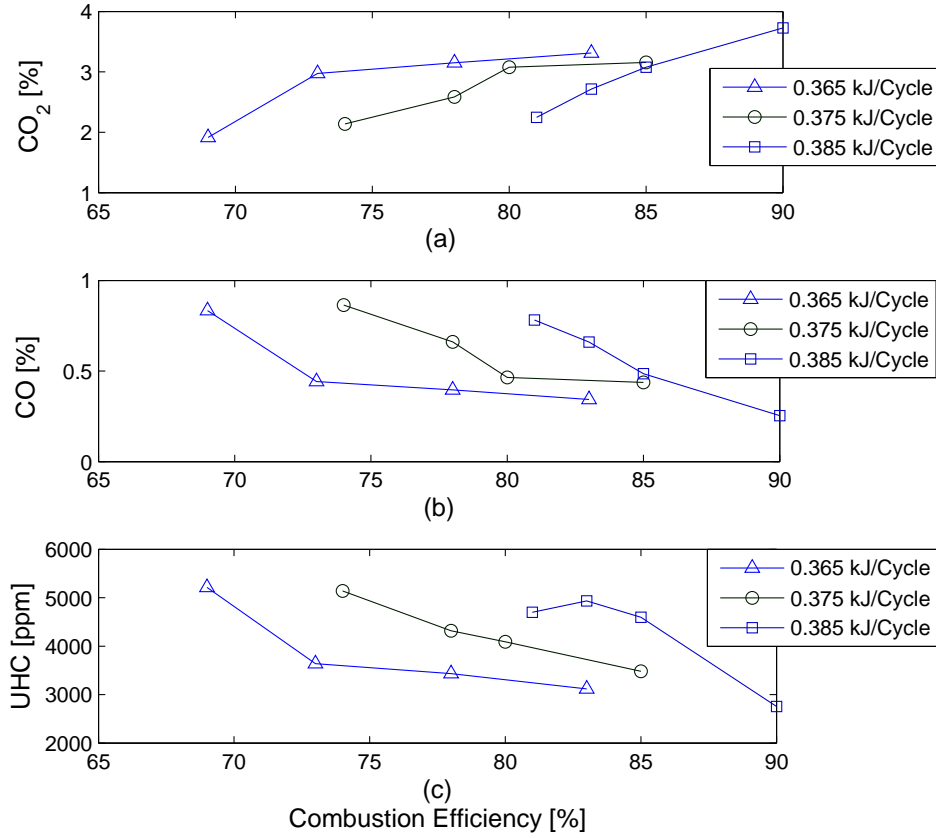 4
3
2
1
CO2 [%]
65
70
75
80
85
90
0.365 kJ/Cycle
0.375 kJ/Cycle
0.385 kJ/Cycle
(a)
1
0.5
0
CO [%]
65
70
75
80
85
90
0.365 kJ/Cycle
0.375 kJ/Cycle
0.385 kJ/Cycle
(b)
6000
5000
4000
3000
2000
UHC [ppm]
65
70
75
80
85
90
0.365 kJ/Cycle
0.375 kJ/Cycle
0.385 kJ/Cycle
(c)
Combustion Efficiency [%]